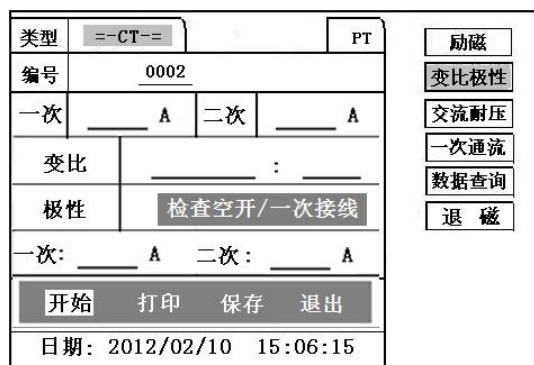 类型 =-CT-= PT
编号 0002
一次 A 二次 A
变比 :
极性 检查空开/一次接线
一次: A 二次: A
开始 打印 保存 退出
日期: 2012/02/10 15:06:15
励磁
变比极性
交流耐压
一次通流
数据查询
退 磁